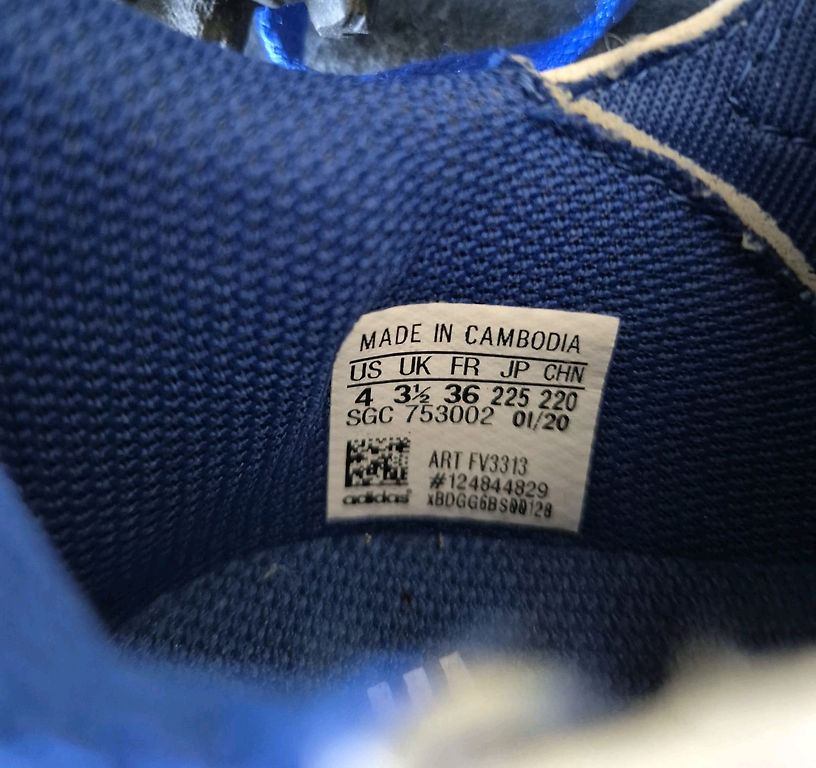 MADE IN CAMBODIA
US UK FR JP CHN
4 3½ 36 225 220
SGC 753002 01/20
ART FV3313
#124844829
adidas